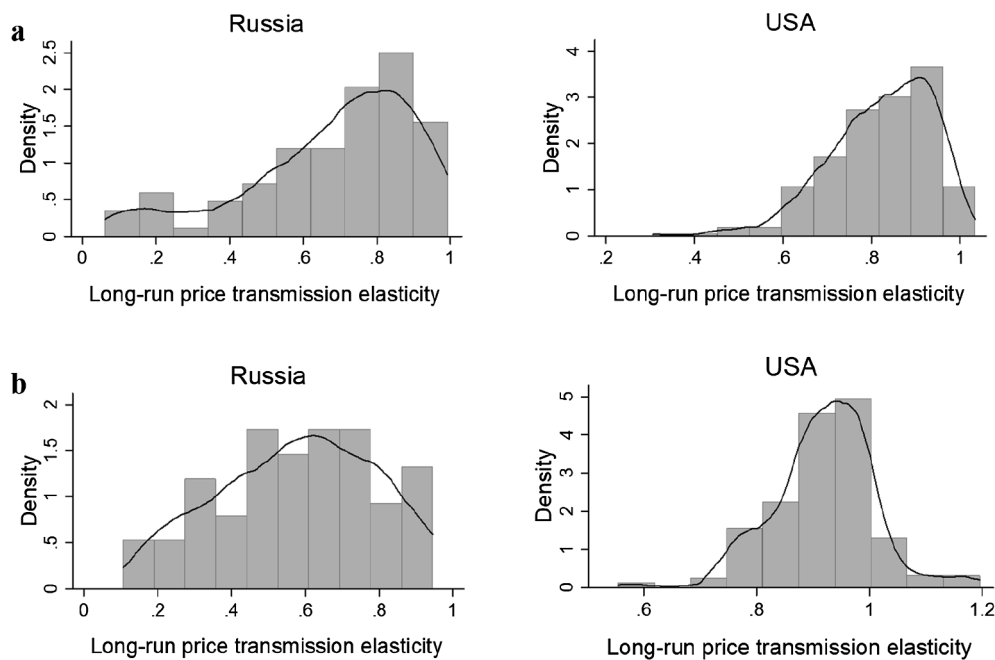 a
Russia
Density
0 .5 1 1.5 2 2.5
0 .2 .4 .6 .8 1
Long-run price transmission elasticity
USA
Density
0 1 2 3 4
.2 .4 .6 .8 1
Long-run price transmission elasticity
b
Russia
Density
0 .5 1 1.5 2
0 .2 .4 .6 .8 1
Long-run price transmission elasticity
USA
Density
0 1 2 3 4 5
.6 .8 1 1.2
Long-run price transmission elasticity